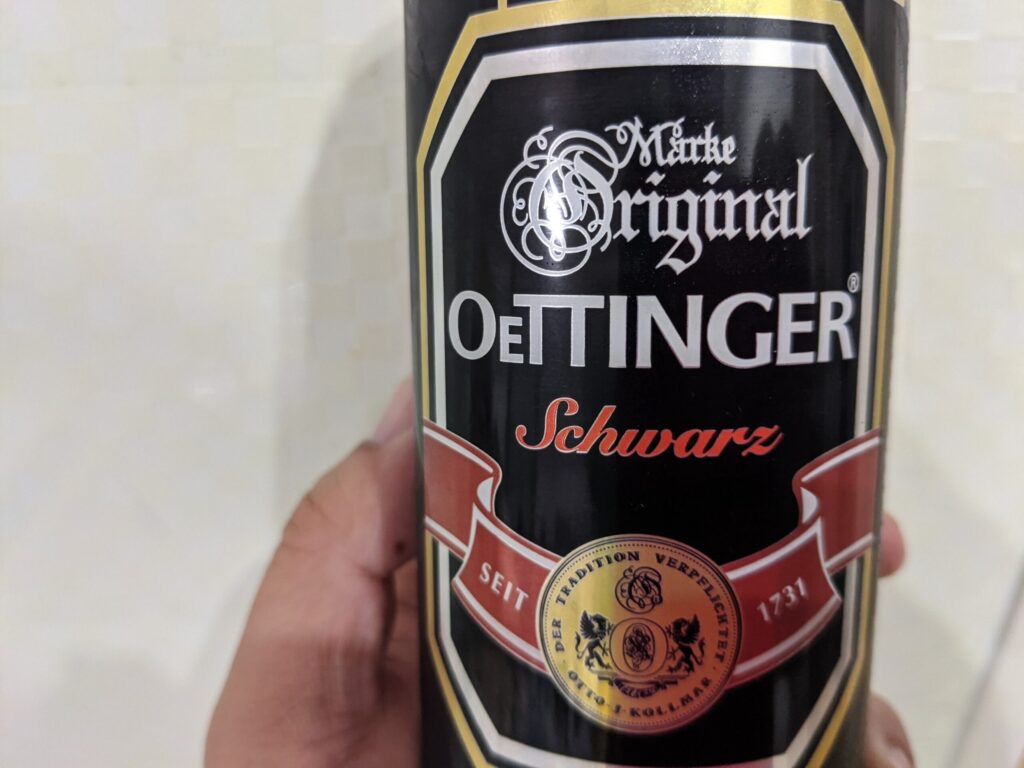 Marke
Original
OeTTINGER®
Schwarz
SEIT 1731
DER TRADITION VERPFLICHTET
OTTO·J·KOLLMAR